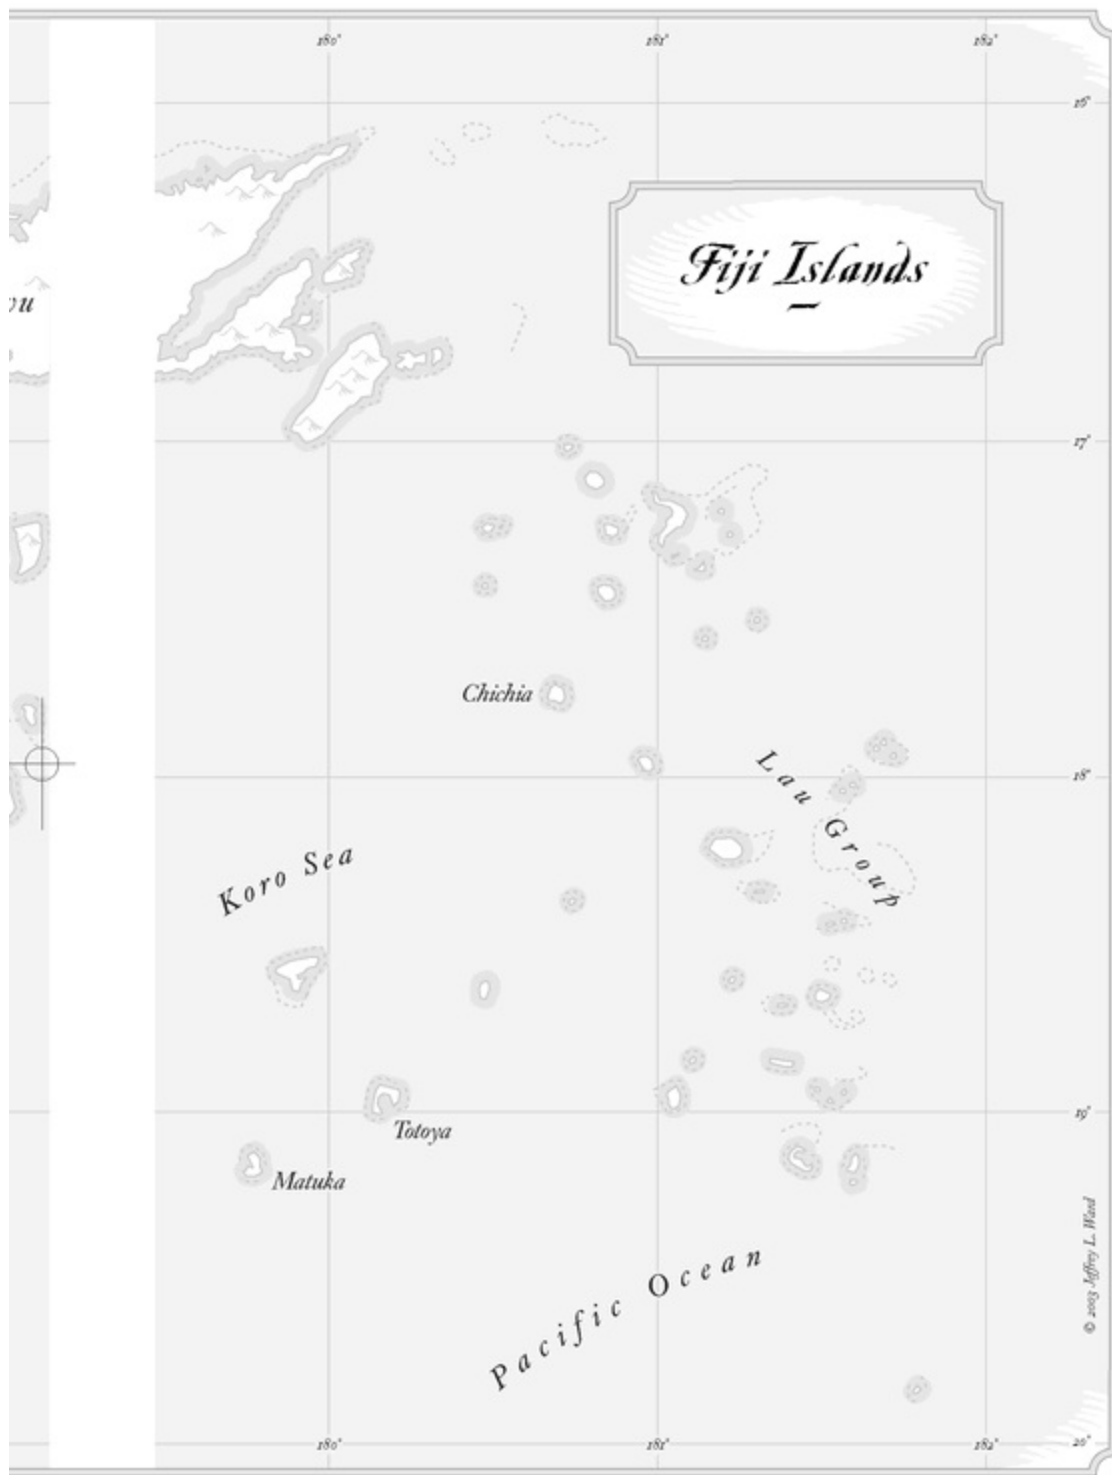 180°
181°
182°
16°
Fiji Islands
vu
17°
Chichia
Lau Group
18°
Koro Sea
19°
Totoya
Matuka
Pacific Ocean
© 2003 Jeffrey L. Ward
180°
181°
182°
20°